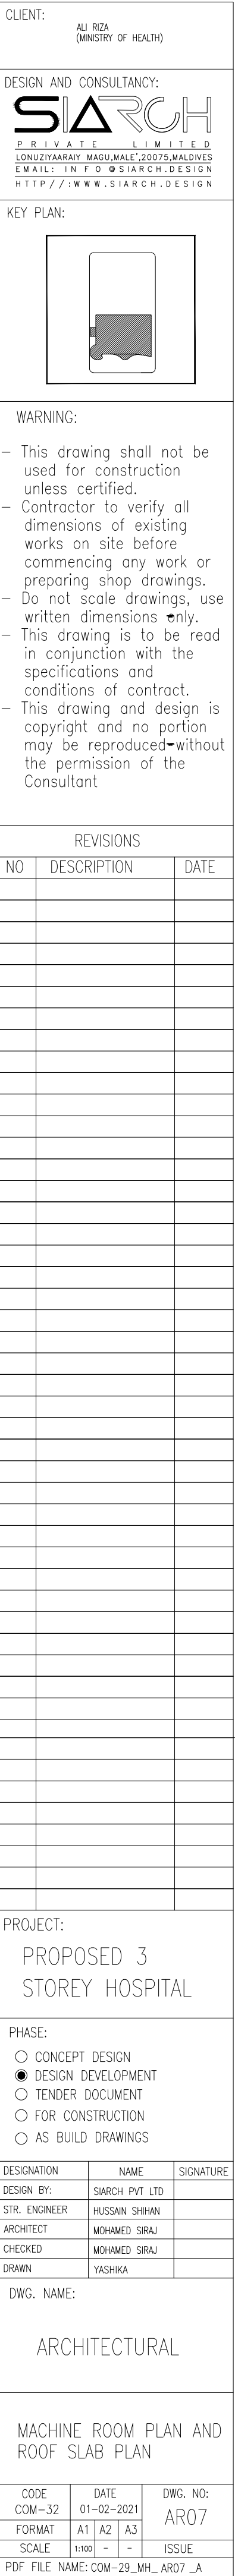 CLIENT:
ALI RIZA
(MINISTRY OF HEALTH)
DESIGN AND CONSULTANCY:
SIARCH
PRIVATE LIMITED
LONUZIYAARAIY MAGU,MALE',20075,MALDIVES
EMAIL: INFO@SIARCH.DESIGN
HTTP//:WWW.SIARCH.DESIGN
KEY PLAN:
WARNING:
- This drawing shall not be
used for construction
unless certified.
- Contractor to verify all
dimensions of existing
works on site before
commencing any work or
preparing shop drawings.
- Do not scale drawings, use
written dimensions only.
- This drawing is to be read
in conjunction with the
specifications and
conditions of contract.
- This drawing and design is
copyright and no portion
may be reproduced without
the permission of the
Consultant
REVISIONS
NO DESCRIPTION DATE
PROJECT:
PROPOSED 3
STOREY HOSPITAL
PHASE:
CONCEPT DESIGN
DESIGN DEVELOPMENT
TENDER DOCUMENT
FOR CONSTRUCTION
AS BUILD DRAWINGS
DESIGNATION NAME SIGNATURE
DESIGN BY: SIARCH PVT LTD
STR. ENGINEER HUSSAIN SHIHAN
ARCHITECT MOHAMED SIRAJ
CHECKED MOHAMED SIRAJ
DRAWN YASHIKA
DWG. NAME:
ARCHITECTURAL
MACHINE ROOM PLAN AND
ROOF SLAB PLAN
CODE DATE DWG. NO:
COM-32 01-02-2021 AR07
FORMAT A1 A2 A3
SCALE 1:100 - - ISSUE
PDF FILE NAME: COM-29_MH_ AR07 _A